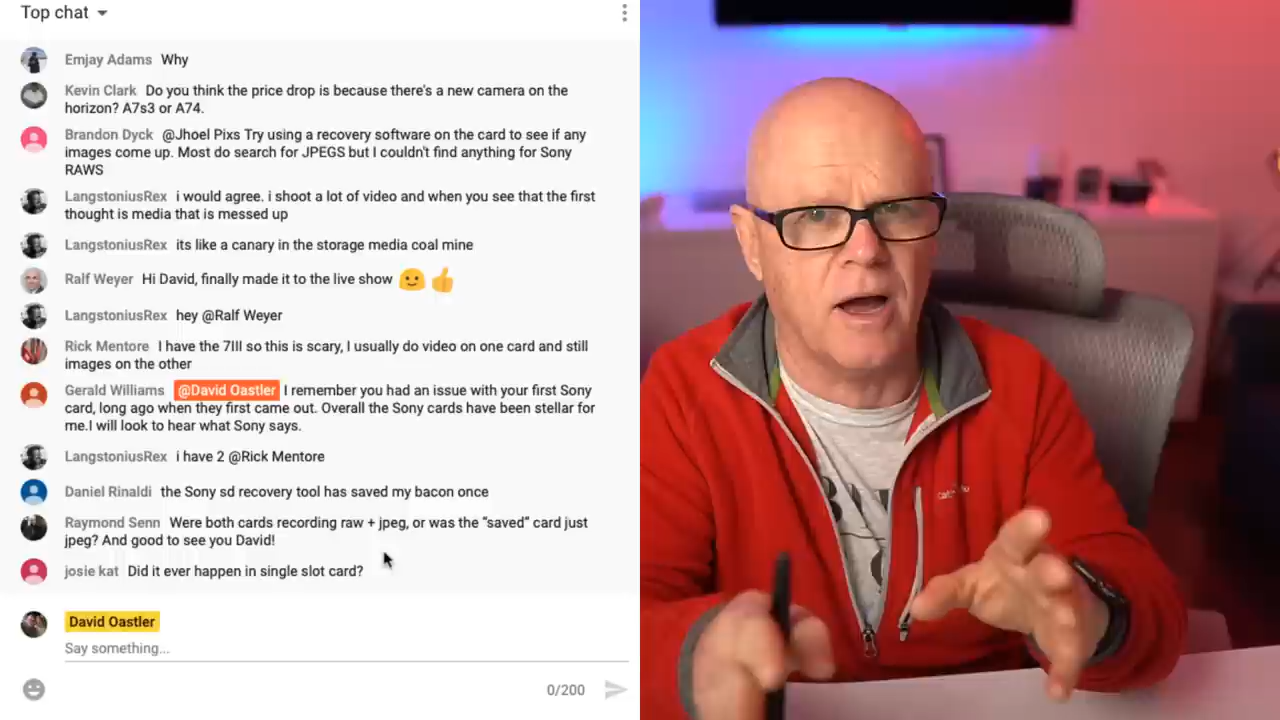 Top chat
Emjay Adams Why
Kevin Clark Do you think the price drop is because there's a new camera on the
horizon? A7s3 or A74.
Brandon Dyck @Jhoel Pixs Try using a recovery software on the card to see if any
images come up. Most do search for JPEGS but I couldn't find anything for Sony
RAWS
LangstoniusRex i would agree. i shoot a lot of video and when you see that the first
thought is media that is messed up
LangstoniusRex its like a canary in the storage media coal mine
Ralf Weyer Hi David, finally made it to the live show 🙂👍
LangstoniusRex hey @Ralf Weyer
Rick Mentore I have the 7III so this is scary, I usually do video on one card and still
images on the other
Gerald Williams @David Oastler I remember you had an issue with your first Sony
card, long ago when they first came out. Overall the Sony cards have been stellar for
me.I will look to hear what Sony says.
LangstoniusRex i have 2 @Rick Mentore
Daniel Rinaldi the Sony sd recovery tool has saved my bacon once
Raymond Senn Were both cards recording raw + jpeg, or was the “saved” card just
jpeg? And good to see you David!
josie kat Did it ever happen in single slot card?
David Oastler
Say something...
0/200